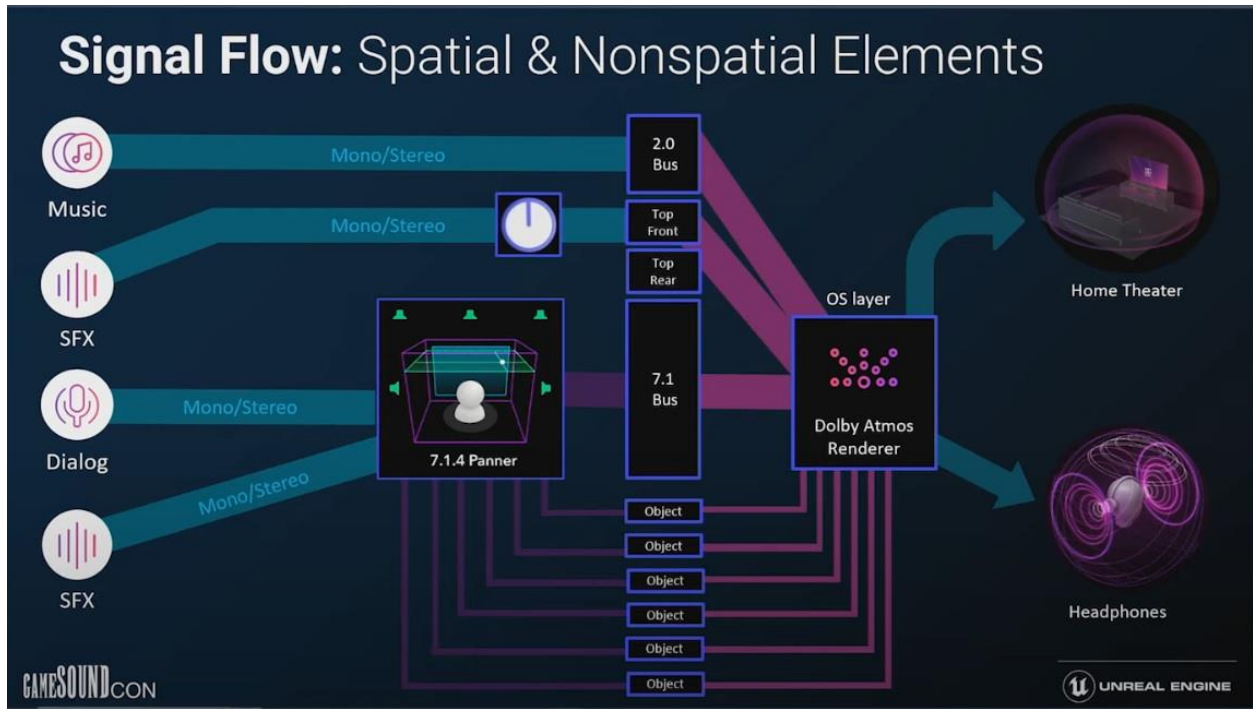 Signal Flow: Spatial & Nonspatial Elements
Music
Mono/Stereo
2.0
Bus
SFX
Mono/Stereo
Top
Front
Top
Rear
Dialog
Mono/Stereo
SFX
Mono/Stereo
7.1.4 Panner
7.1
Bus
Object
Object
Object
Object
Object
Object
OS layer
Dolby Atmos
Renderer
Home Theater
Headphones
GAMESOUNDCON
UNREAL ENGINE